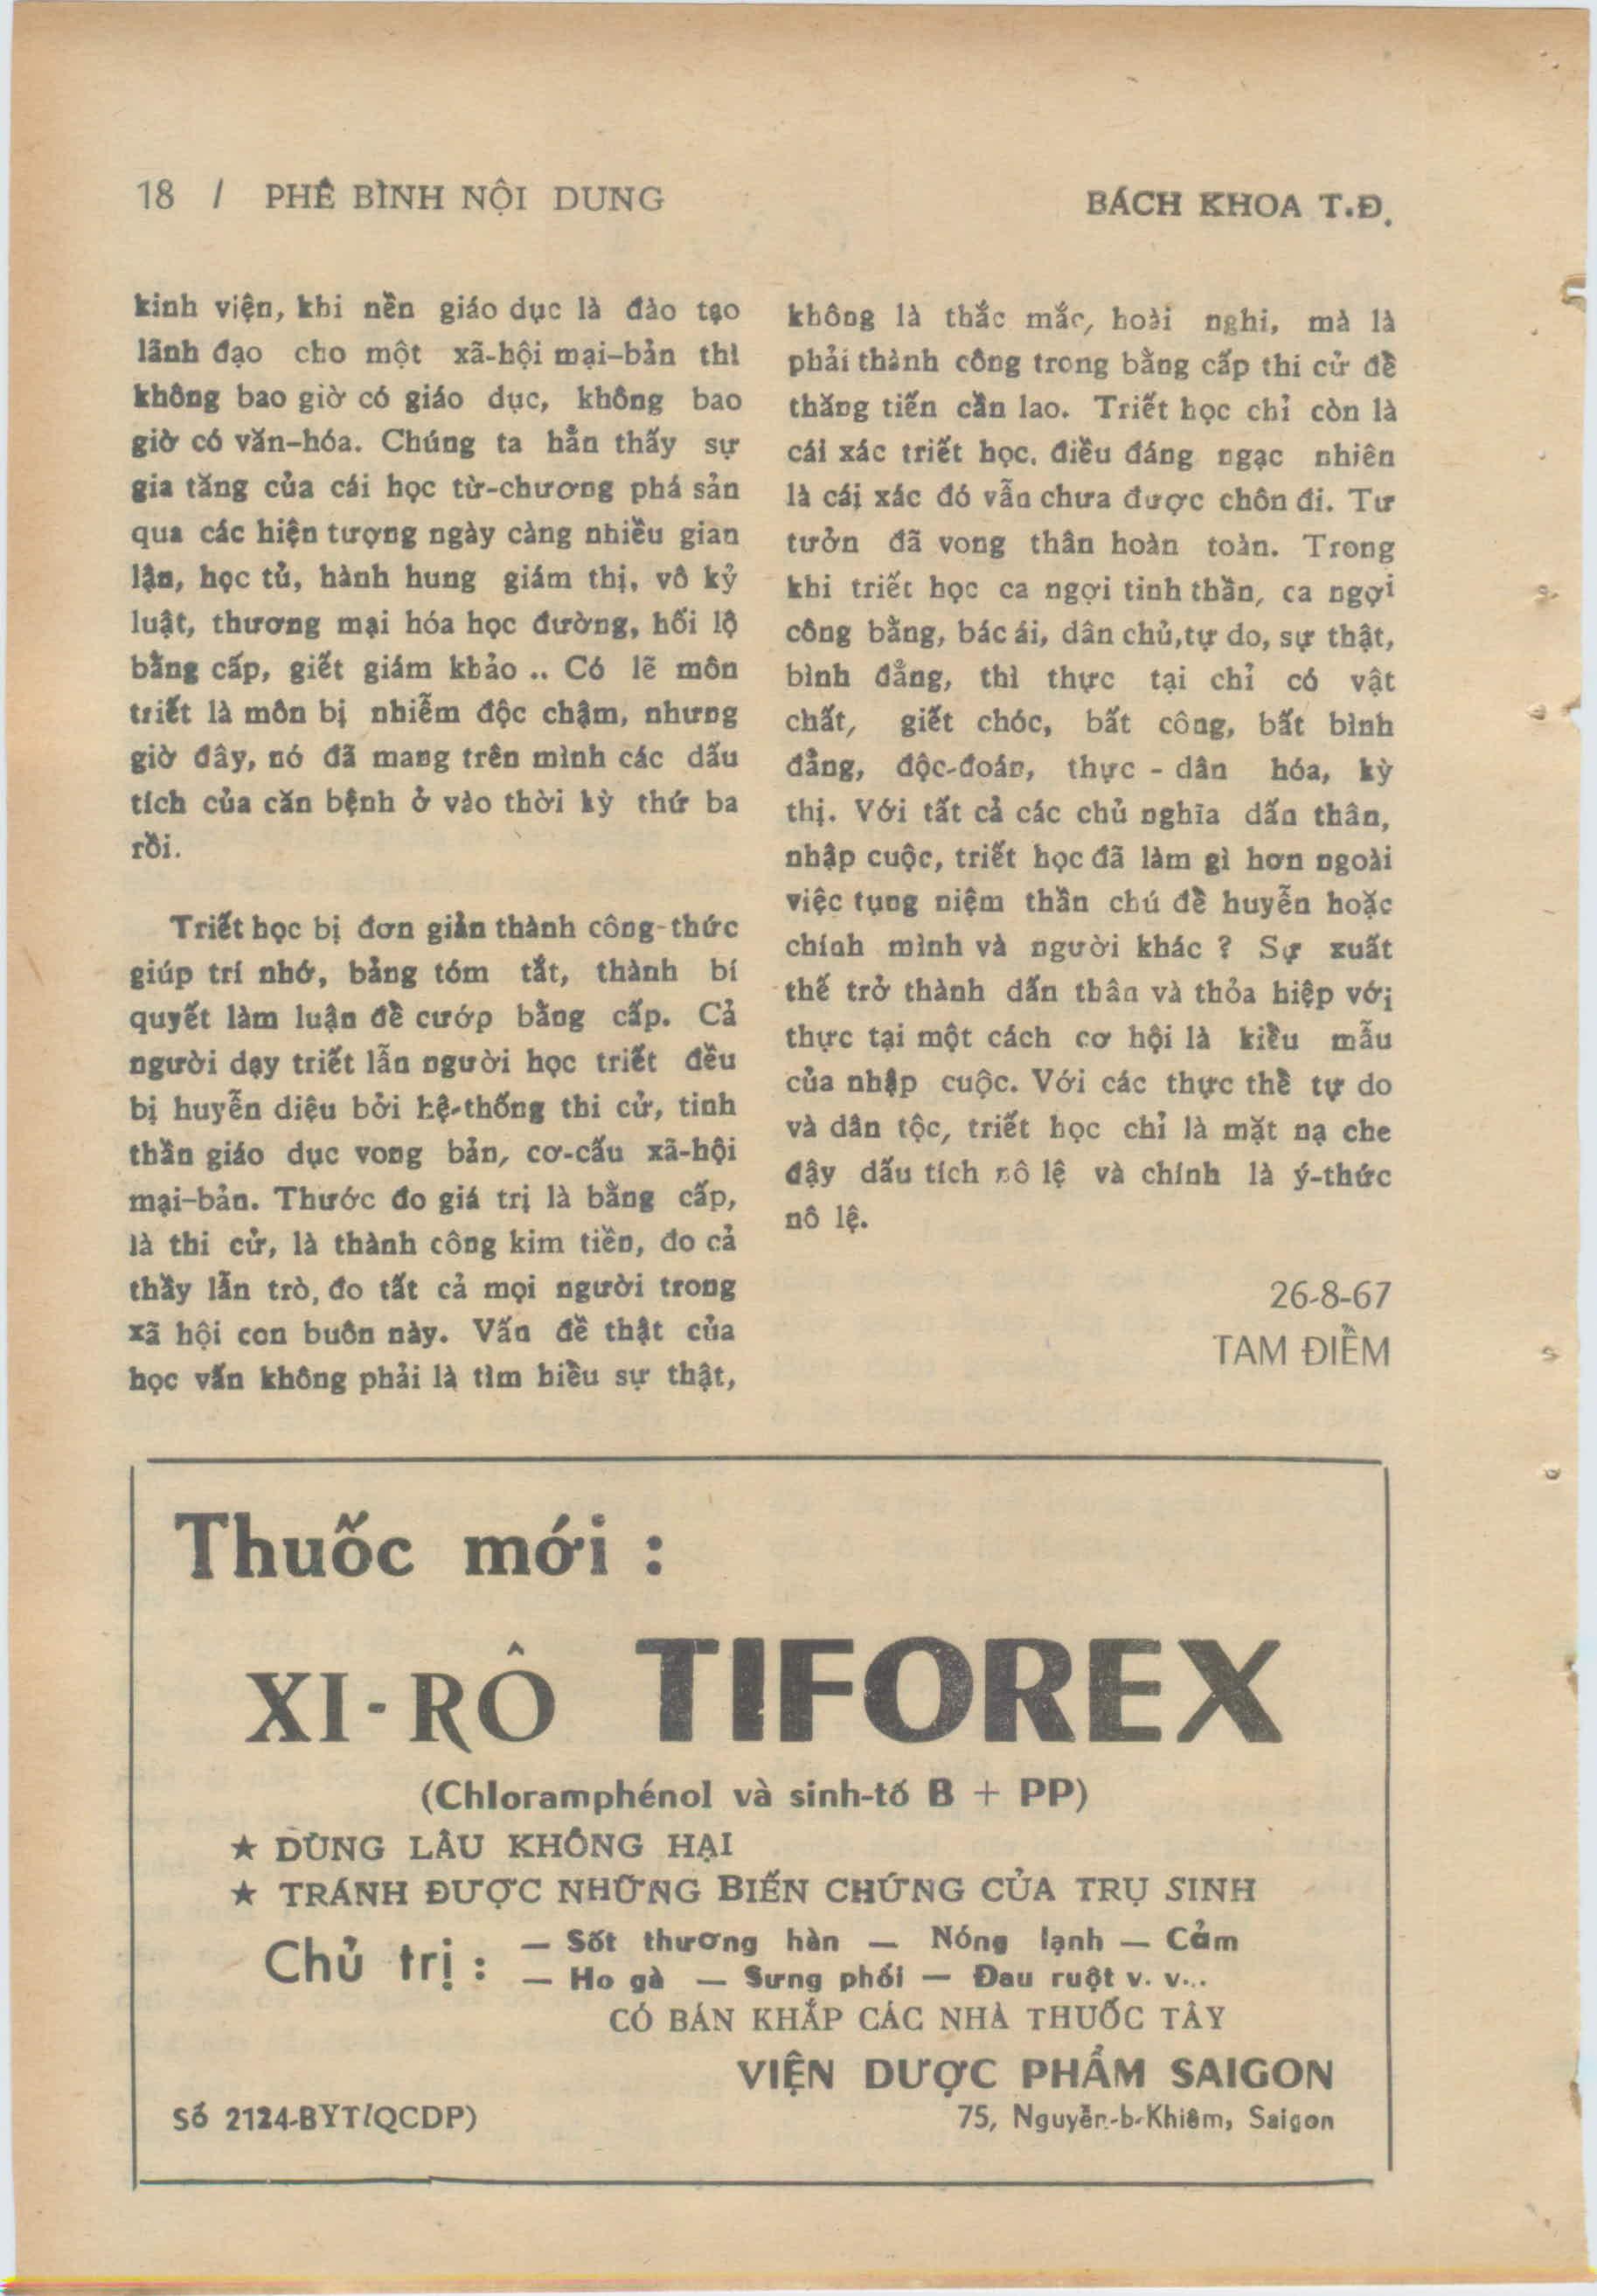 18 / PHÊ BÌNH NỘI DUNG
BÁCH KHOA T.Đ.
kinh viện, khi nền giáo dục là đào tạo
lãnh đạo cho một xã-hội mại-bản thì
không bao giờ có giáo dục, không bao
giờ có văn-hóa. Chúng ta hẳn thấy sự
gia tăng của cái học từ-chương phá sản
qua các hiện tượng ngày càng nhiều gian
lận, học tủ, hành hung giám thị, vô kỷ
luật, thương mại hóa học đường, hối lộ
bằng cấp, giết giám khảo .. Có lẽ môn
triết là môn bị nhiễm độc chậm, nhưng
giờ đây, nó đã mang trên mình các dấu
tích của căn bệnh ở vào thời kỳ thứ ba
rồi.
Triết học bị đơn giản thành công-thức
giúp trí nhớ, bảng tóm tắt, thành bí
quyết làm luận để cướp bằng cấp. Cả
người dạy triết lẫn người học triết đều
bị huyễn diệu bởi hệ-thống thi cử, tinh
thần giáo dục vong bản, cơ-cấu xã-hội
mại-bản. Thước đo giá trị là bằng cấp,
là thi cử, là thành công kim tiền, đo cả
thầy lẫn trò, đo tất cả mọi người trong
xã hội con buôn này. Vấn đề thật của
học vấn không phải là tìm hiểu sự thật,
không là thắc mắc, hoài nghi, mà là
phải thành công trong bằng cấp thi cử để
thăng tiến cần lao. Triết học chỉ còn là
cái xác triết học, điều đáng ngạc nhiên
là cái xác đó vẫn chưa được chôn đi. Tư
tưởn đã vong thân hoàn toàn. Trong
khi triết học ca ngợi tinh thần, ca ngợi
công bằng, bác ái, dân chủ,tự do, sự thật,
bình đẳng, thì thực tại chỉ có vật
chất, giết chóc, bất công, bất bình
đẳng, độc-đoán, thực - dân hóa, kỳ
thị. Với tất cả các chủ nghĩa dấn thân,
nhập cuộc, triết học đã làm gì hơn ngoài
việc tụng niệm thần chú để huyễn hoặc
chính mình và người khác ? Sự xuất
thế trở thành dấn thân và thỏa hiệp với
thực tại một cách cơ hội là kiểu mẫu
của nhập cuộc. Với các thực thể tự do
và dân tộc, triết học chỉ là mặt nạ che
đậy dấu tích nô lệ và chính là ý-thức
nô lệ.
26-8-67
TAM ĐIỂM
Thuốc mới :
XI-RÔ TIFOREX
(Chloramphénol và sinh-tố B + PP)
★ DÙNG LÂU KHÔNG HẠI
★ TRÁNH ĐƯỢC NHỮNG BIẾN CHỨNG CỦA TRỤ SINH
Chủ trị : — Sốt thương hàn — Nóng lạnh — Cảm
— Ho gà — Sưng phổi — Đau ruột v. v...
CÓ BÁN KHẮP CÁC NHÀ THUỐC TÂY
VIỆN DƯỢC PHẨM SAIGON
Số 2124-BYT/QCDP)
75, Nguyễn-b-Khiêm, Saigon